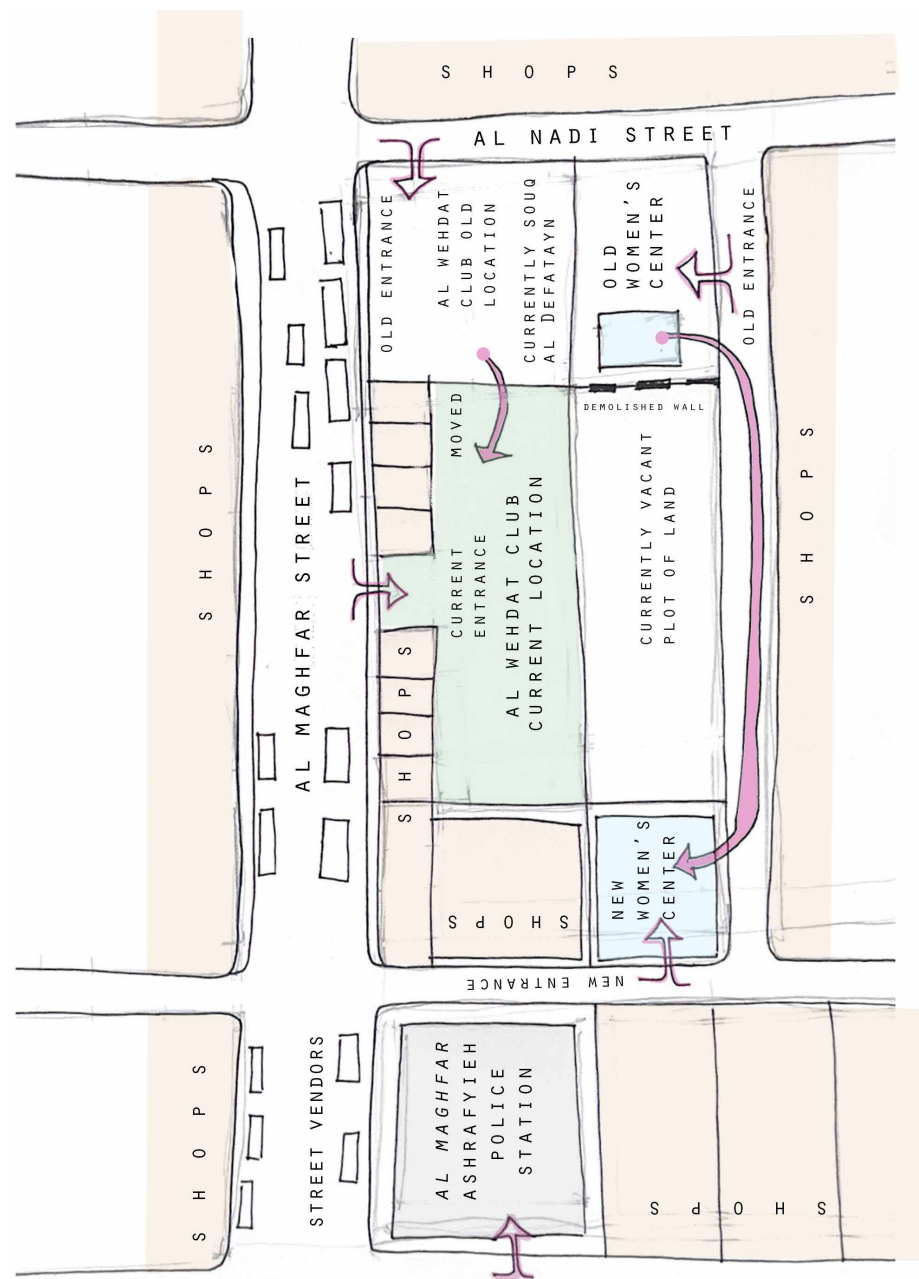 SHOPS
AL NADI STREET
OLD ENTRANCE
AL WEHDAT
CLUB OLD
LOCATION
CURRENTLY SOUQ
AL DEFATAYN
OLD
WOMEN'S
CENTER
OLD ENTRANCE
DEMOLISHED WALL
MOVED
SHOPS
AL MAGHFAR STREET
CURRENT
ENTRANCE
AL WEHDAT CLUB
CURRENT LOCATION
CURRENTLY VACANT
PLOT OF LAND
SHOPS
SHOPS
SHOPS
NEW
WOMEN'S
CENTER
NEW ENTRANCE
SHOPS
STREET VENDORS
AL MAGHFAR
ASHRAFYIEH
POLICE
STATION
SHOPS